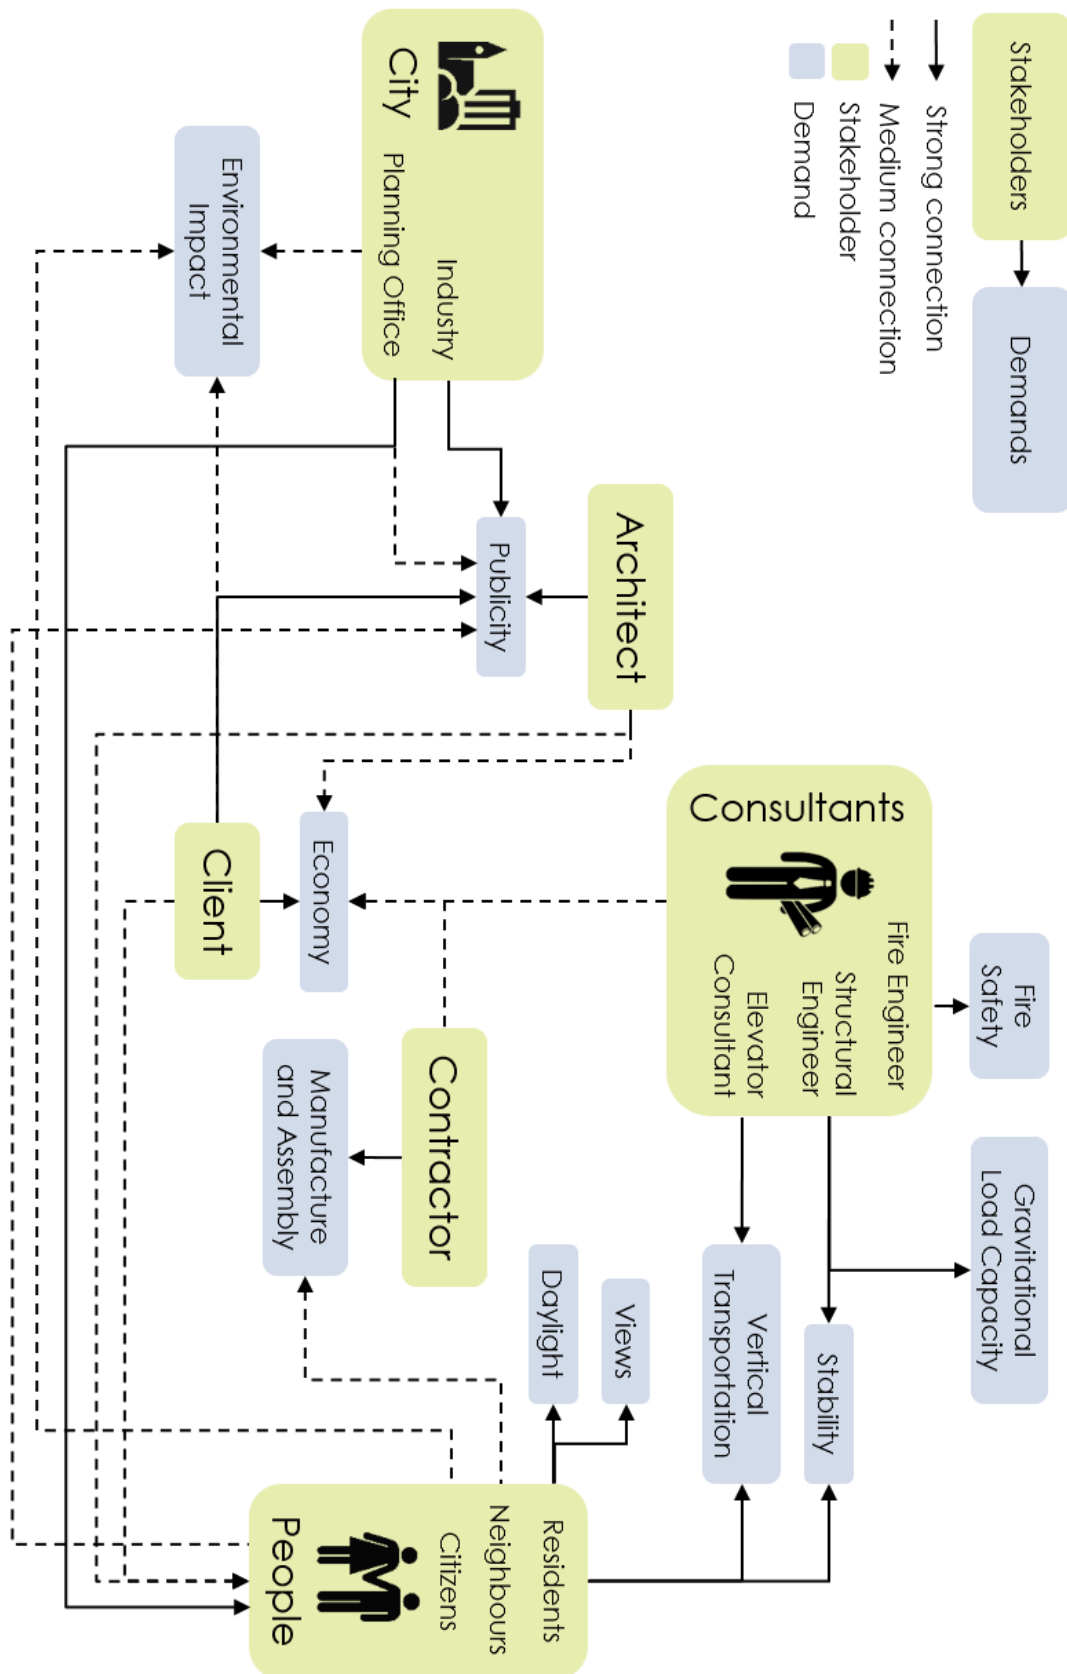 Stakeholders
Demands
Strong connection
Medium connection
Stakeholder
Demand
City
Industry
Planning Office
Environmental
Impact
Publicity
Architect
Consultants
Fire Engineer
Structural
Engineer
Elevator
Consultant
Fire
Safety
Gravitational
Load Capacity
Economy
Client
Contractor
Manufacture
and Assembly
Vertical
Transportation
Stability
Views
Daylight
Residents
Neighbours
Citizens
People